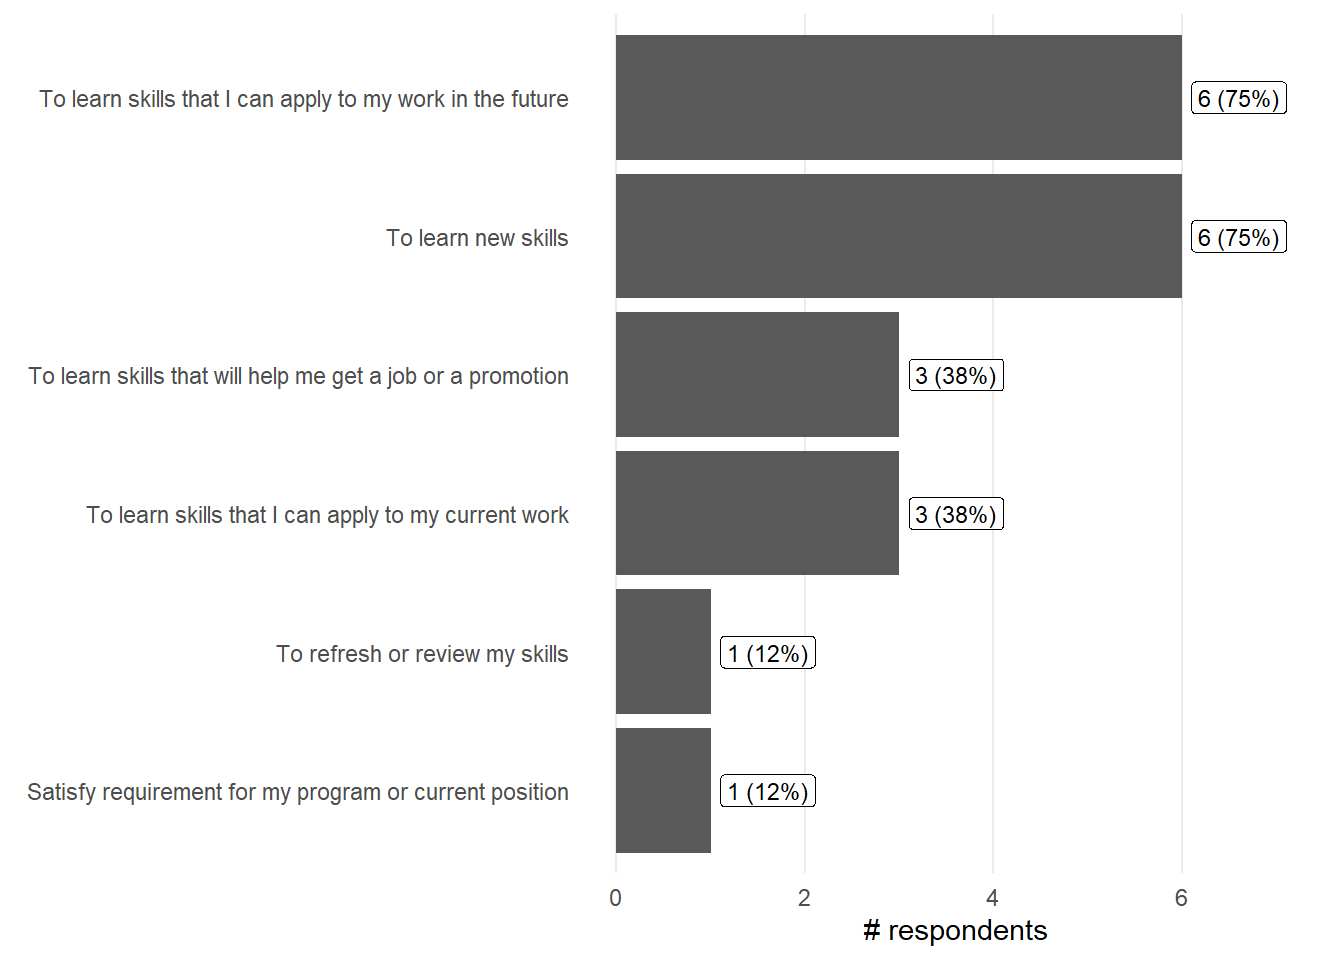 To learn skills that I can apply to my work in the future
6 (75%)
To learn new skills
6 (75%)
To learn skills that will help me get a job or a promotion
3 (38%)
To learn skills that I can apply to my current work
3 (38%)
To refresh or review my skills
1 (12%)
Satisfy requirement for my program or current position
1 (12%)
0 2 4 6
# respondents